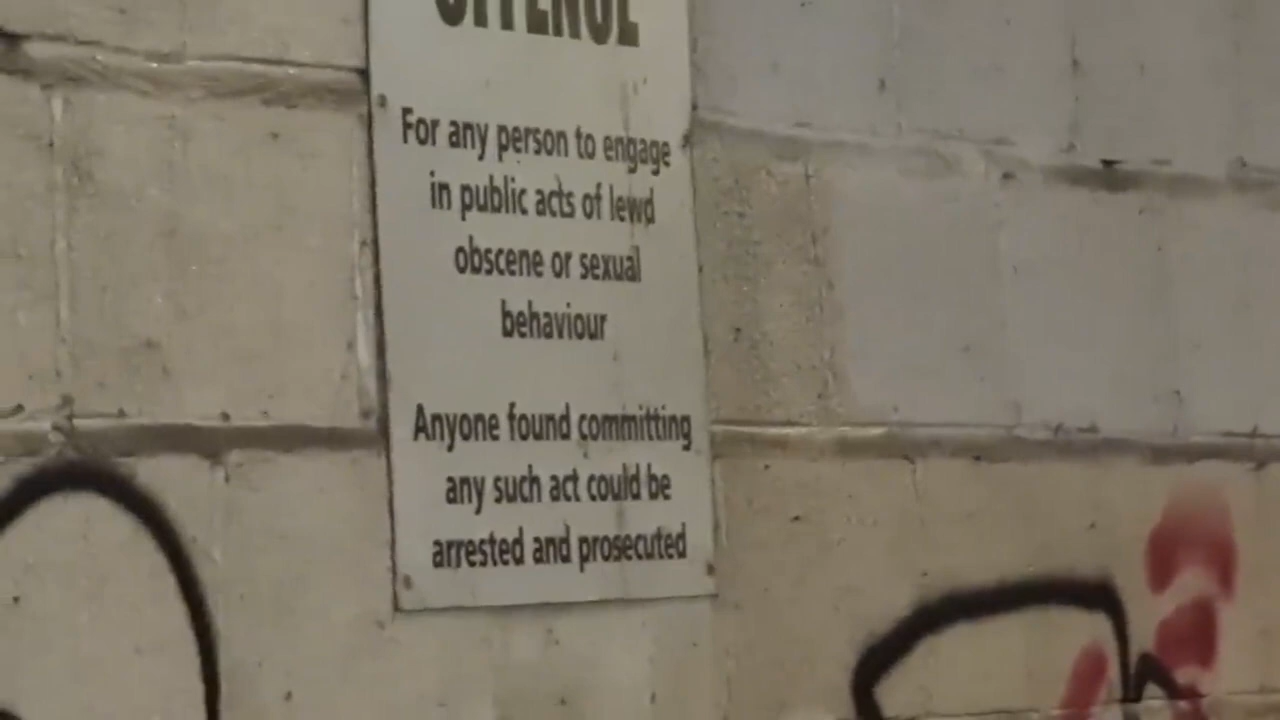 OFFENCE
For any person to engage
in public acts of lewd
obscene or sexual
behaviour
Anyone found committing
any such act could be
arrested and prosecuted